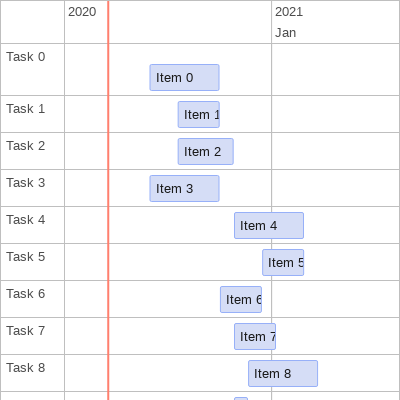 2020
2021
Jan
Task 0
Item 0
Task 1
Item 1
Task 2
Item 2
Task 3
Item 3
Task 4
Item 4
Task 5
Item 5
Task 6
Item 6
Task 7
Item 7
Task 8
Item 8